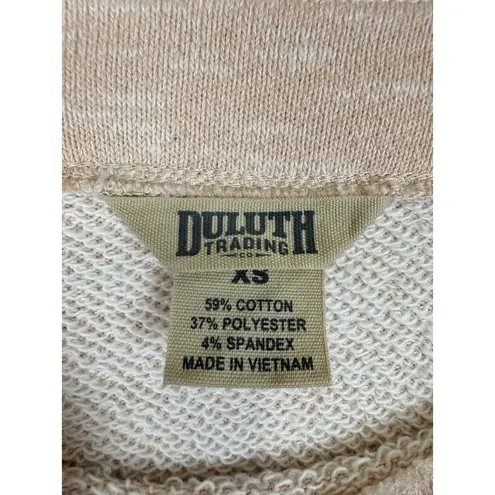 DULUTH
TRADING
CO
XS
59% COTTON
37% POLYESTER
4% SPANDEX
MADE IN VIETNAM